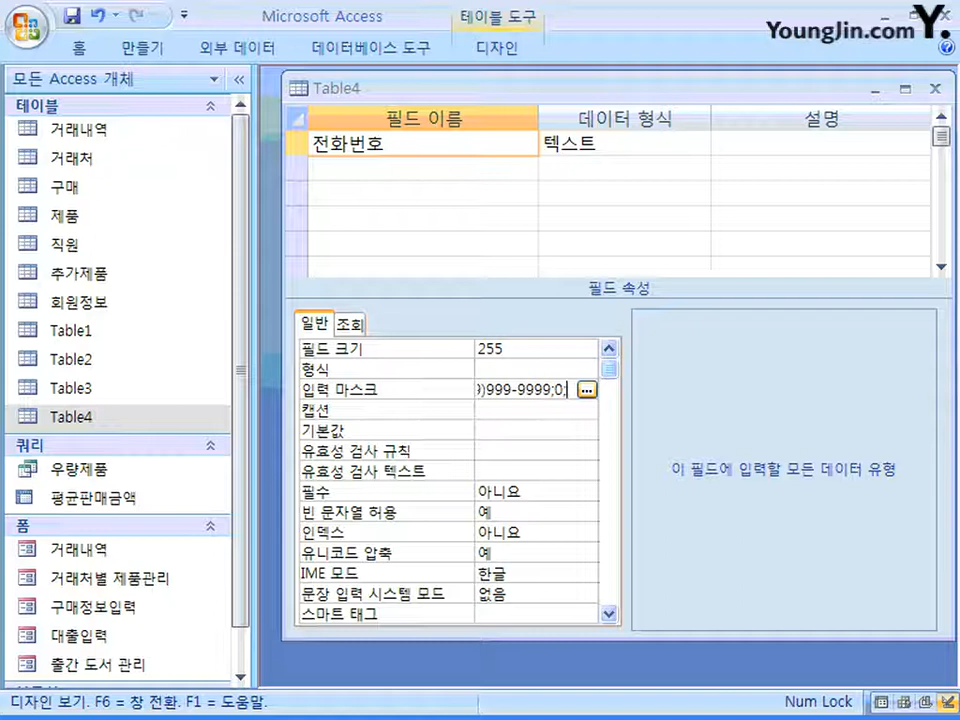 Microsoft Access
테이블 도구
YoungJin.com Y.
홈 만들기 외부 데이터 데이터베이스 도구 디자인
모든 Access 개체
테이블
거래내역
거래처
구매
제품
직원
추가제품
회원정보
Table1
Table2
Table3
Table4
쿼리
우량제품
평균판매금액
폼
거래내역
거래처별 제품관리
구매정보입력
대출입력
출간 도서 관리
Table4
필드 이름 데이터 형식 설명
전화번호 텍스트
필드 속성
일반 조회
필드 크기 255
형식
입력 마스크 9)999-9999;0;
캡션
기본값
유효성 검사 규칙
유효성 검사 텍스트
필수 아니요
빈 문자열 허용 예
인덱스 아니요
유니코드 압축 예
IME 모드 한글
문장 입력 시스템 모드 없음
스마트 태그
이 필드에 입력할 모든 데이터 유형
디자인 보기. F6 = 창 전환. F1 = 도움말.
Num Lock